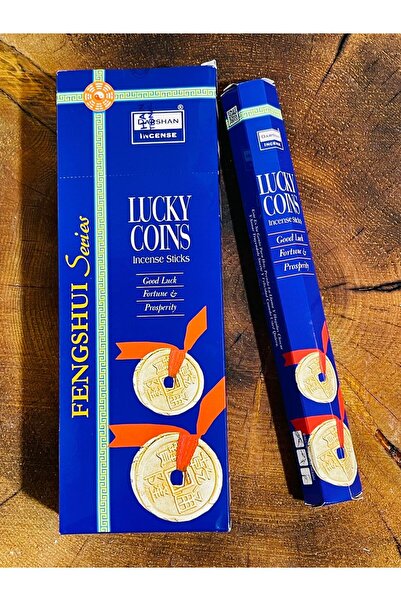 FENGSHUI Series
DARSHAN
INCENSE
LUCKY
COINS
Incense Sticks
Good Luck
Fortune &
Prosperity
DARSHAN
INCENSE
LUCKY
COINS
Incense Sticks
Good Luck
Fortune &
Prosperity